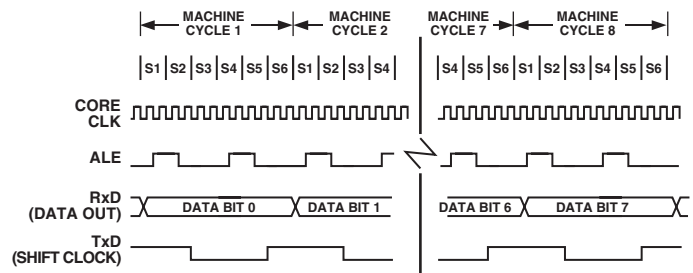 MACHINE CYCLE 1
MACHINE CYCLE 2
MACHINE CYCLE 7
MACHINE CYCLE 8
S1 S2 S3 S4 S5 S6 S1 S2 S3 S4
S4 S5 S6 S1 S2 S3 S4 S5 S6
CORE CLK
ALE
RxD (DATA OUT)
DATA BIT 0
DATA BIT 1
DATA BIT 6
DATA BIT 7
TxD (SHIFT CLOCK)